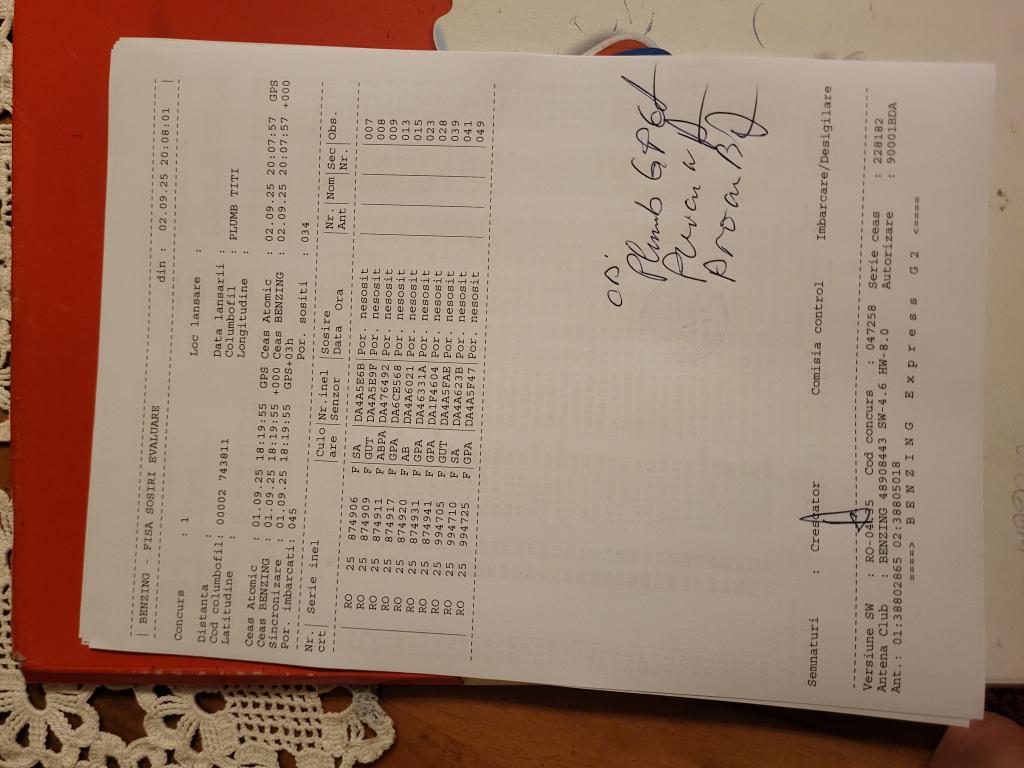 | BENZING - FISA SOSIRI EVALUARE din : 02.09.25 20:08:01 |
Concurs : 1
Distanta : Loc lansare :
Cod columbofil: 00002 743811 Data lansarii :
Latitudine : Columbofil : PLUMB TITI
Longitudine :
Ceas Atomic : 01.09.25 18:19:55 GPS Ceas Atomic : 02.09.25 20:07:57 GPS
Ceas BENZING : 01.09.25 18:19:55 +000 Ceas BENZING : 02.09.25 20:07:57 +000
Sincronizare : 01.09.25 18:19:55 GPS+03h
Por. imbarcati: 045 Por. sositi : 034
Nr.| Serie inel |Culo|Nr.inel |Sosire |Nr. |Nom|Sec|Obs.
crt| |are |Senzor |Data Ora |Ant | |Nr.|
RO 25 874906 F SA DA4A5E6B Por. nesosit 007
RO 25 874909 F GUT DA4A5E9F Por. nesosit 008
RO 25 874911 F ABPA DA476492 Por. nesosit 009
RO 25 874917 F GPA DA6CE568 Por. nesosit 013
RO 25 874920 F AB DA4A6021 Por. nesosit 015
RO 25 874931 F GPA DA46331A Por. nesosit 023
RO 25 874941 F GPA DA1F4604 Por. nesosit 028
RO 25 994705 F GUT DA4A5FAE Por. nesosit 039
RO 25 994710 F SA DA4A623B Por. nesosit 041
RO 25 994725 F GPA DA4A5F47 Por. nesosit 049
Plumb
Semnaturi : Crescator Comisia control Imbarcare/Desigilare
Versiune SW : RO-04. Cod concurs : 047258 Serie ceas : 228182
Antena Club : BENZING 48908443 SW-4.6 HW-8.0 Autorizare : 90001BDA
Ant.: 01:38802865 02:38805018
====> B E N Z I N G E x p r e s s G 2 <====